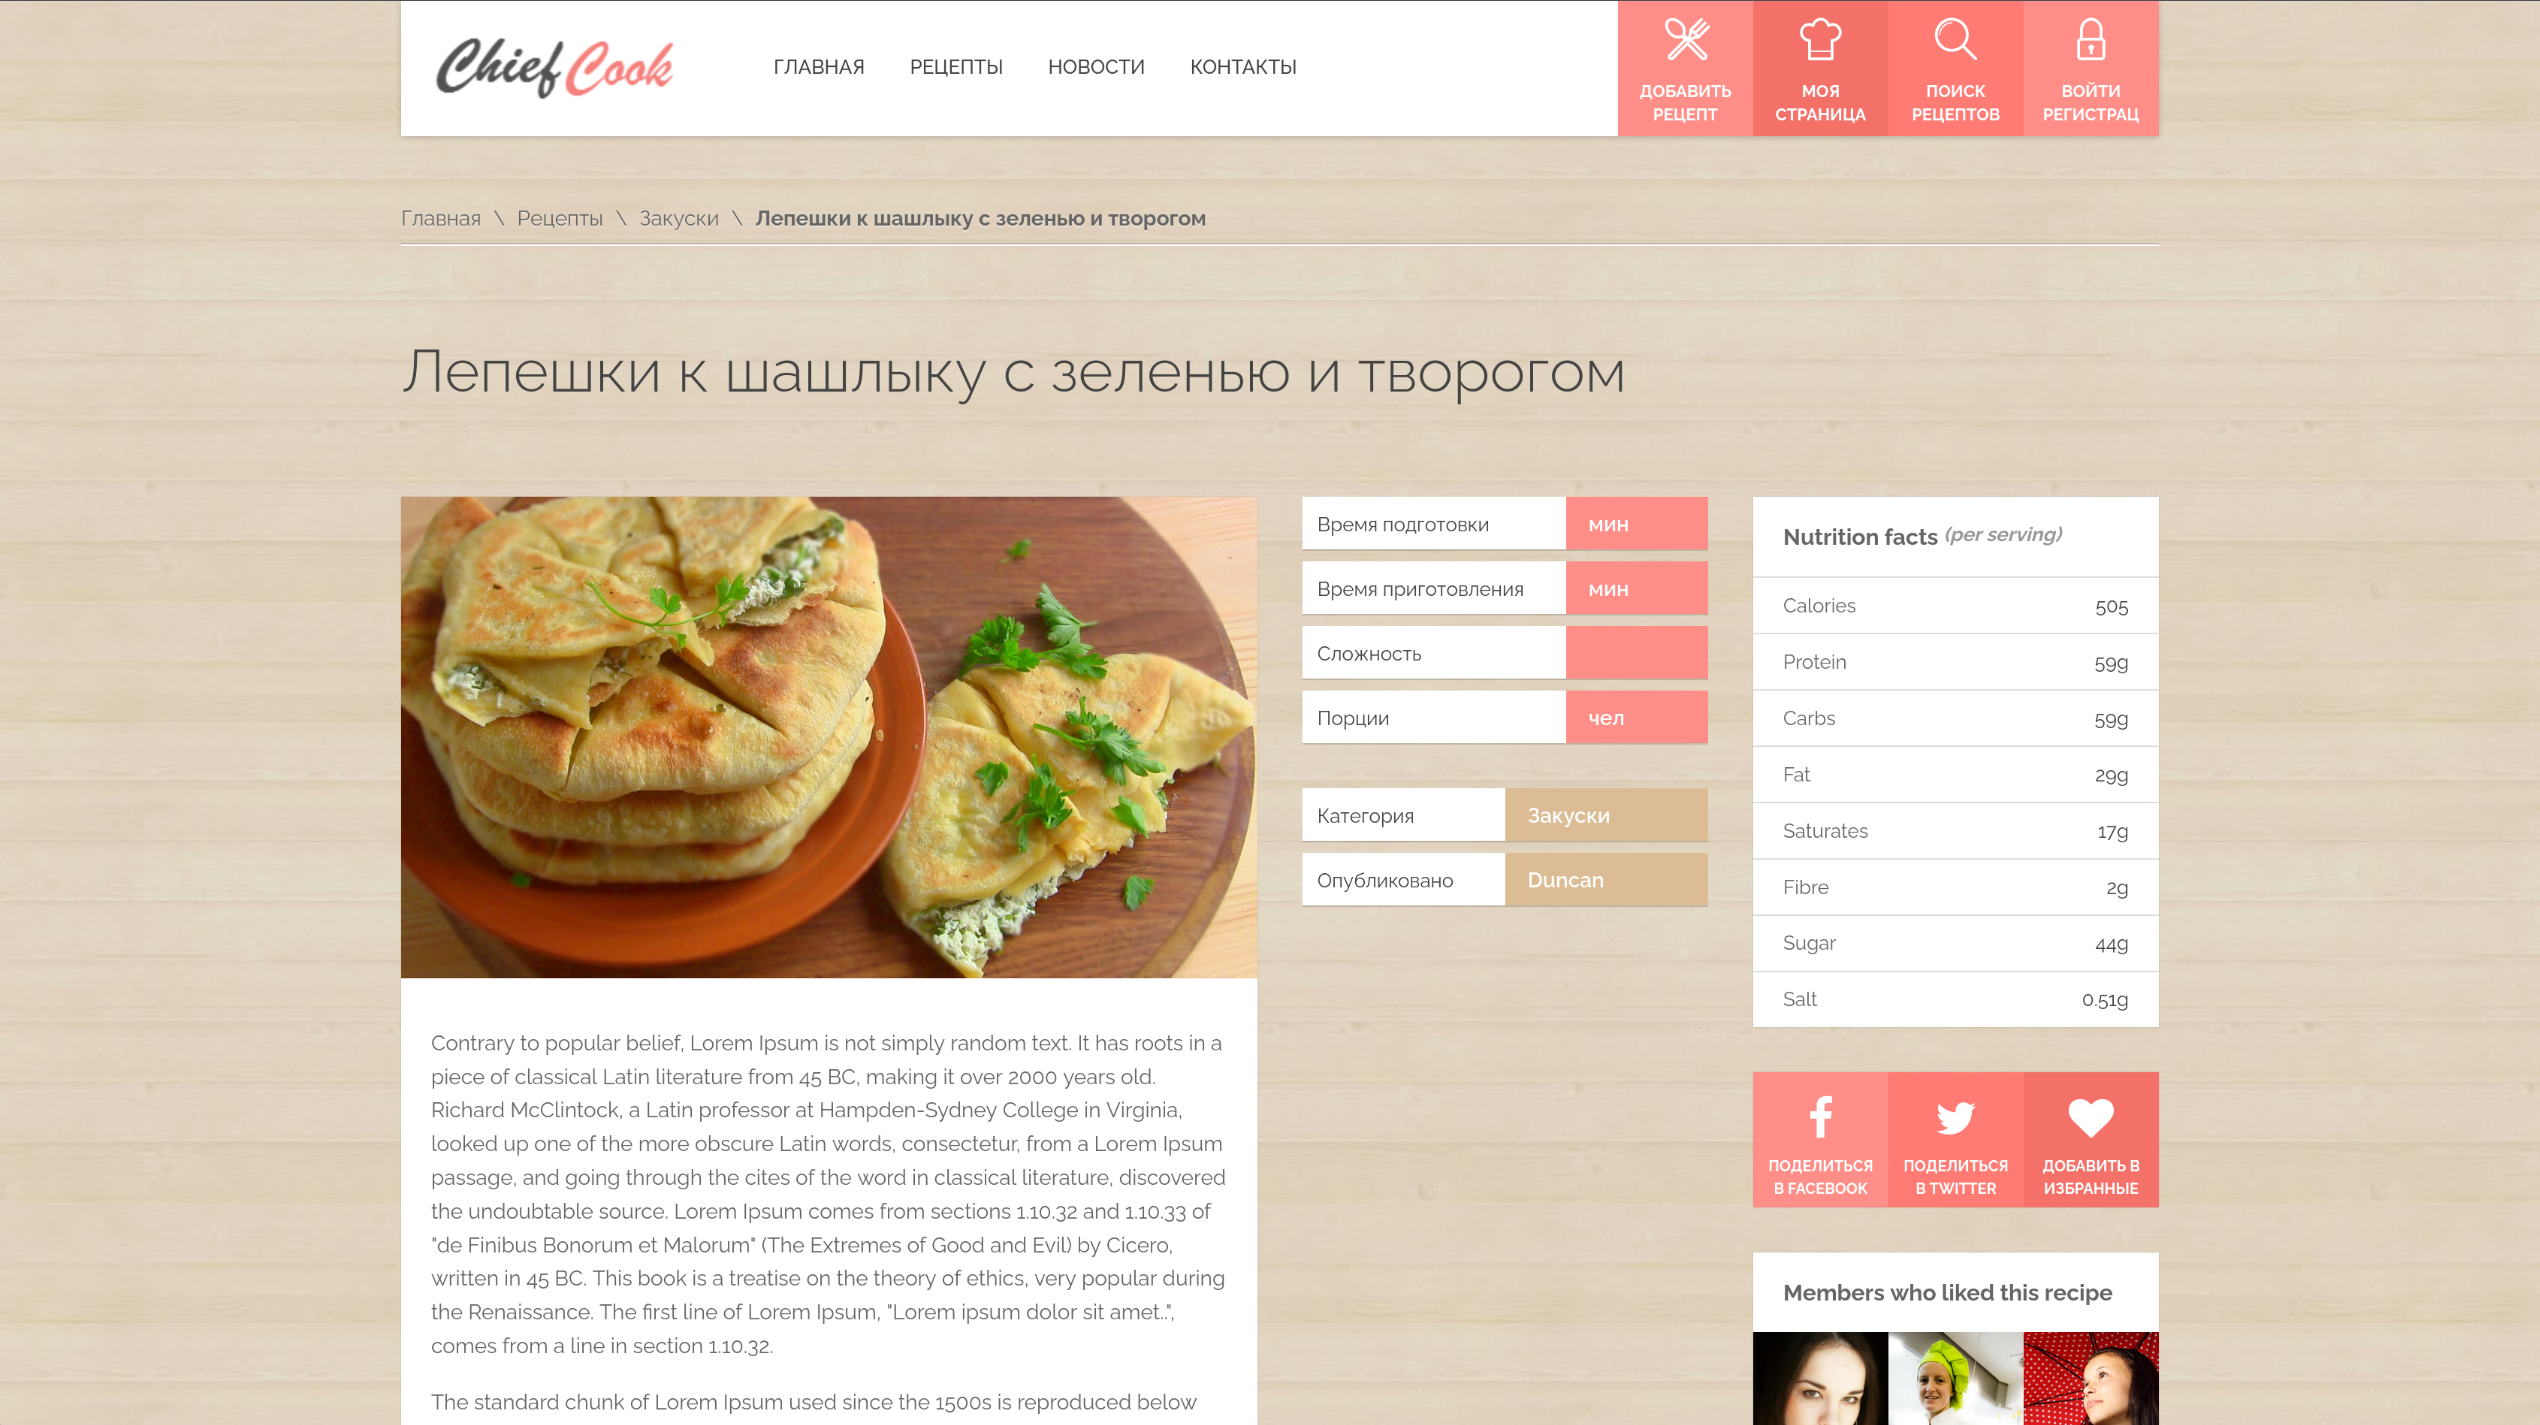 Chief Cook
ГЛАВНАЯ РЕЦЕПТЫ НОВОСТИ КОНТАКТЫ
ДОБАВИТЬ РЕЦЕПТ
МОЯ СТРАНИЦА
ПОИСК РЕЦЕПТОВ
ВОЙТИ РЕГИСТРАЦ
Главная \ Рецепты \ Закуски \ Лепешки к шашлыку с зеленью и творогом
Лепешки к шашлыку с зеленью и творогом
Время подготовки мин
Время приготовления мин
Сложность
Порции чел
Категория Закуски
Опубликовано Duncan
Nutrition facts (per serving)
Calories 505
Protein 59g
Carbs 59g
Fat 29g
Saturates 17g
Fibre 2g
Sugar 44g
Salt 0.51g
ПОДЕЛИТЬСЯ В FACEBOOK
ПОДЕЛИТЬСЯ В TWITTER
ДОБАВИТЬ В ИЗБРАННЫЕ
Members who liked this recipe
Contrary to popular belief, Lorem Ipsum is not simply random text. It has roots in a
piece of classical Latin literature from 45 BC, making it over 2000 years old.
Richard McClintock, a Latin professor at Hampden-Sydney College in Virginia,
looked up one of the more obscure Latin words, consectetur, from a Lorem Ipsum
passage, and going through the cites of the word in classical literature, discovered
the undoubtable source. Lorem Ipsum comes from sections 1.10.32 and 1.10.33 of
"de Finibus Bonorum et Malorum" (The Extremes of Good and Evil) by Cicero,
written in 45 BC. This book is a treatise on the theory of ethics, very popular during
the Renaissance. The first line of Lorem Ipsum, "Lorem ipsum dolor sit amet..",
comes from a line in section 1.10.32.
The standard chunk of Lorem Ipsum used since the 1500s is reproduced below